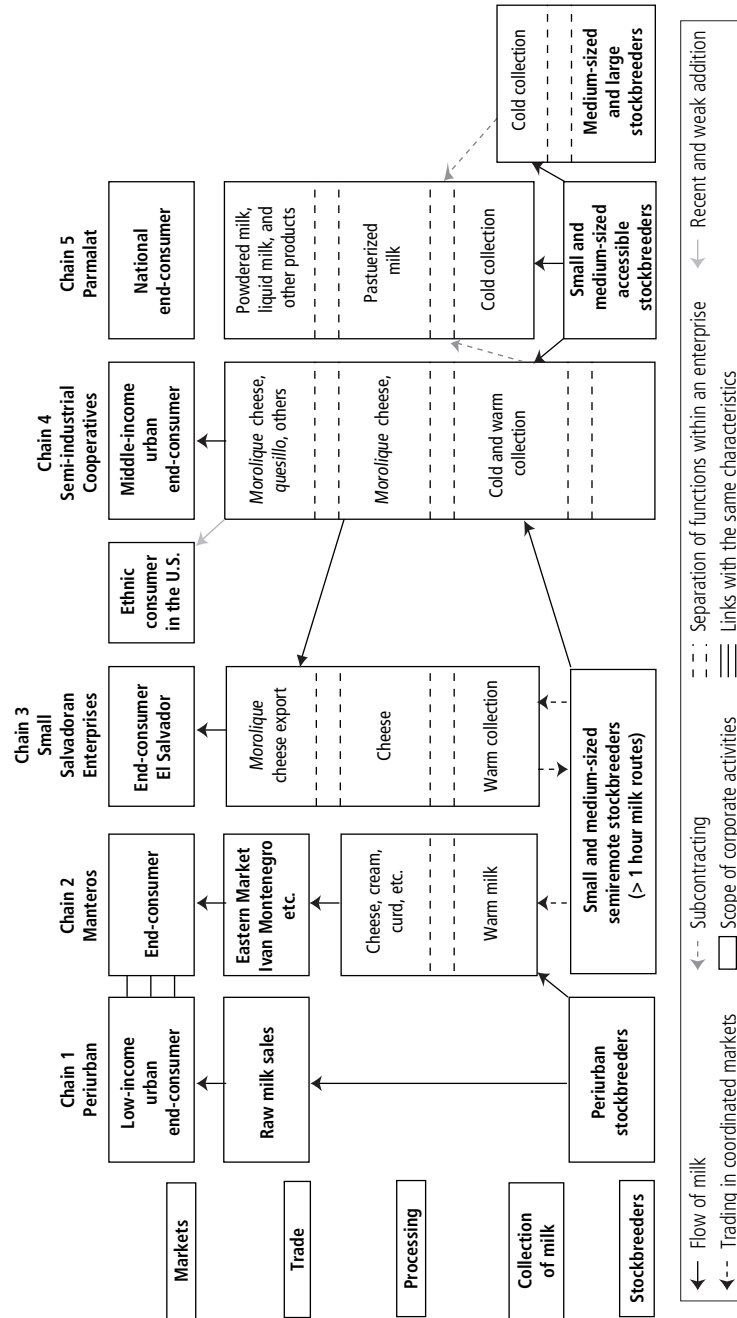 Chain 1
Periurban
Chain 2
Manteros
Chain 3
Small
Salvadoran
Enterprises
Chain 4
Semi-industrial
Cooperatives
Chain 5
Parmalat
Markets
Low-income
urban
end-consumer
End-consumer
End-consumer
El Salvador
Ethnic
consumer
in the U.S.
Middle-income
urban
end-consumer
National
end-consumer
Trade
Raw milk sales
Eastern Market
Ivan Montenegro
etc.
Morolique
cheese export
Morolique cheese,
quesillo, others
Powdered milk,
liquid milk, and
other products
Processing
Cheese, cream,
curd, etc.
Cheese
Morolique cheese,
Pastuerized
milk
Collection
of milk
Warm milk
Warm collection
Cold and warm
collection
Cold collection
Cold collection
Stockbreeders
Periurban
stockbreeders
Small and medium-sized
semiremote stockbreeders
(> 1 hour milk routes)
Small and
medium-sized
accessible
stockbreeders
Medium-sized
and large
stockbreeders
Flow of milk
Subcontracting
Separation of functions within an enterprise
Recent and weak addition
Trading in coordinated markets
Scope of corporate activities
Links with the same characteristics